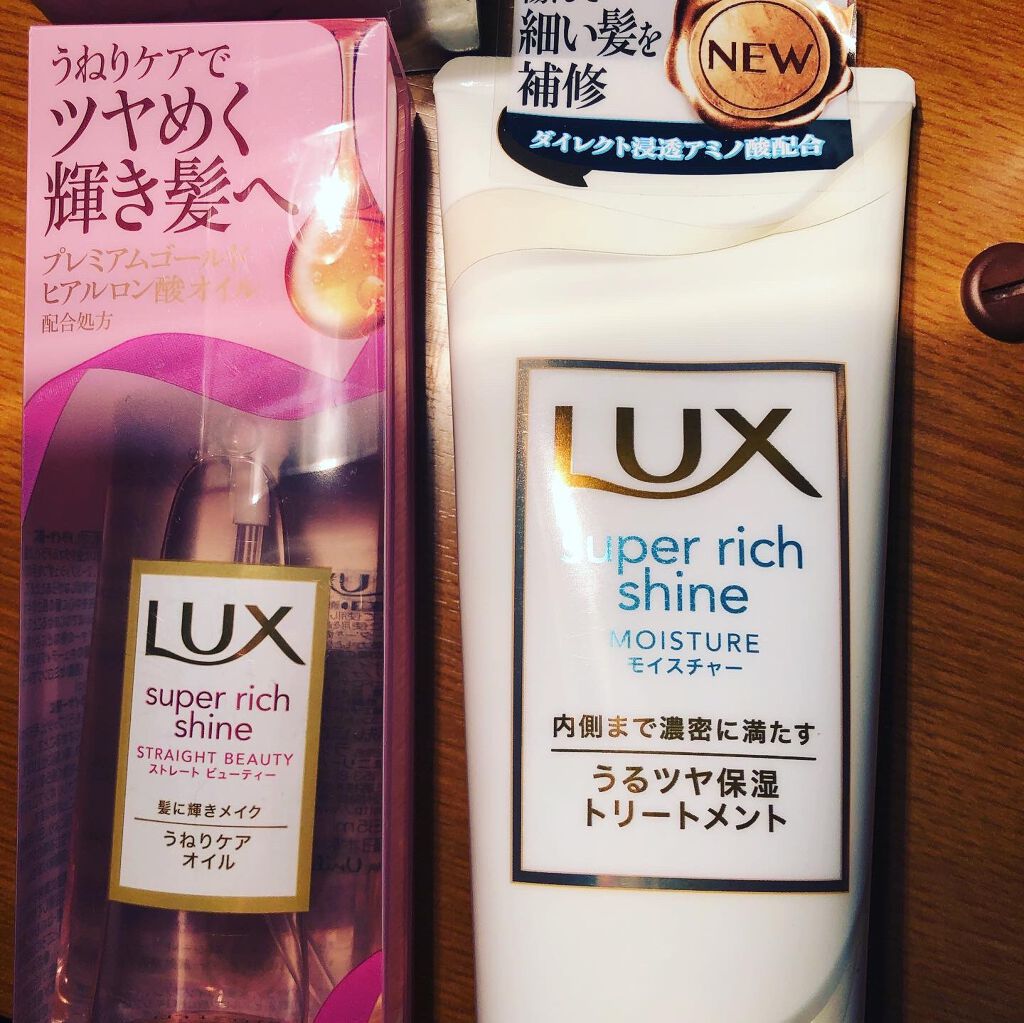 うねりケアで
ツヤめく
輝き髪へ
プレミアムゴールド
ヒアルロン酸オイル
配合処方
LUX
super rich
shine
STRAIGHT BEAUTY
ストレート ビューティー
髪に輝きメイク
うねりケア
オイル
細い髪を
補修
NEW
ダイレクト浸透アミノ酸配合
LUX
super rich
shine
MOISTURE
モイスチャー
内側まで濃密に満たす
うるツヤ保湿
トリートメント